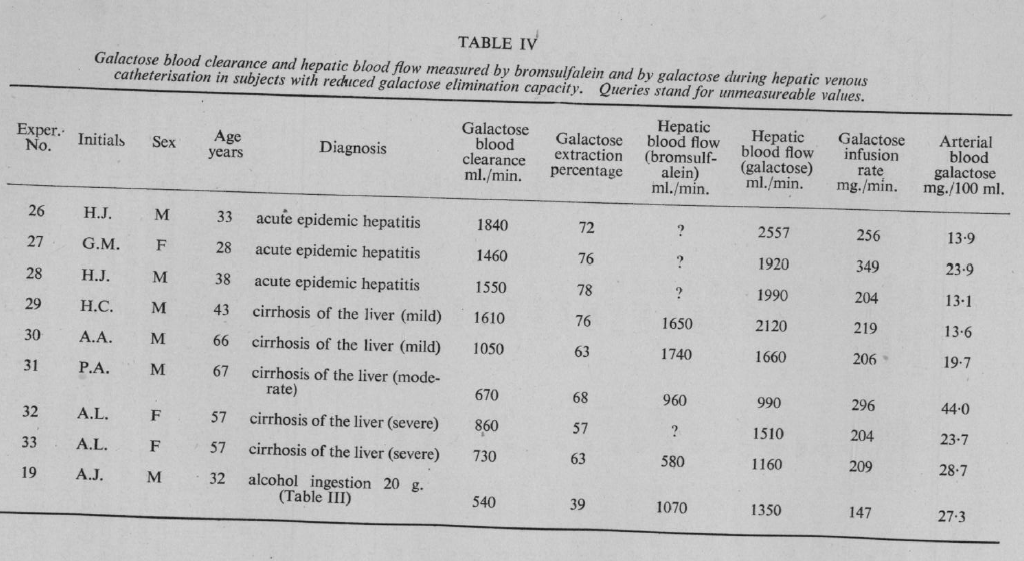 TABLE IV
Galactose blood clearance and hepatic blood flow measured by bromsulfalein and by galactose during hepatic venous
catheterisation in subjects with reduced galactose elimination capacity. Queries stand for unmeasureable values.
Exper. No. Initials Sex Age years Diagnosis Galactose blood clearance ml./min. Galactose extraction percentage Hepatic blood flow (bromsulf-alein) ml./min. Hepatic blood flow (galactose) ml./min. Galactose infusion rate mg./min. Arterial blood galactose mg./100 ml.
26 H.J. M 33 acute epidemic hepatitis 1840 72 ? 2557 256 13·9
27 G.M. F 28 acute epidemic hepatitis 1460 76 ? 1920 349 23·9
28 H.J. M 38 acute epidemic hepatitis 1550 78 ? 1990 204 13·1
29 H.C. M 43 cirrhosis of the liver (mild) 1610 76 1650 2120 219 13·6
30 A.A. M 66 cirrhosis of the liver (mild) 1050 63 1740 1660 206 19·7
31 P.A. M 67 cirrhosis of the liver (mode-
rate) 670 68 960 990 296 44·0
32 A.L. F 57 cirrhosis of the liver (severe) 860 57 ? 1510 204 23·7
33 A.L. F 57 cirrhosis of the liver (severe) 730 63 580 1160 209 28·7
19 A.J. M 32 alcohol ingestion 20 g.
(Table III) 540 39 1070 1350 147 27·3